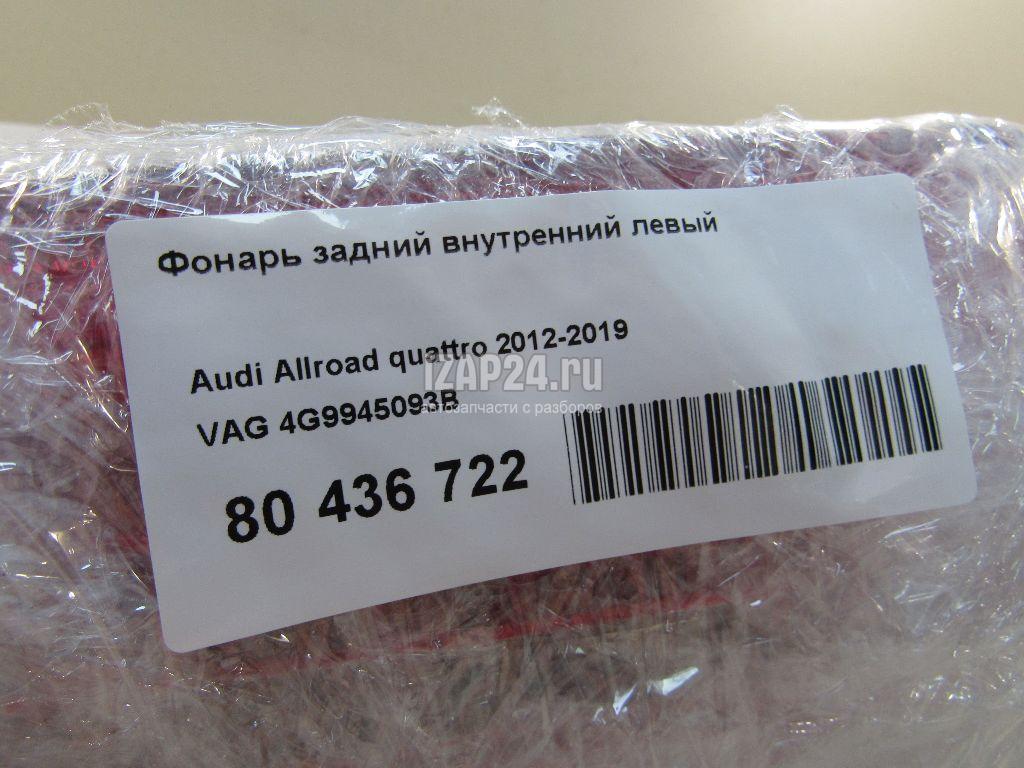 Фонарь задний внутренний левый
Audi Allroad quattro 2012-2019
IZAP24.ru
VAG 4G9945093B
автозапчасти с разборов
80 436 722